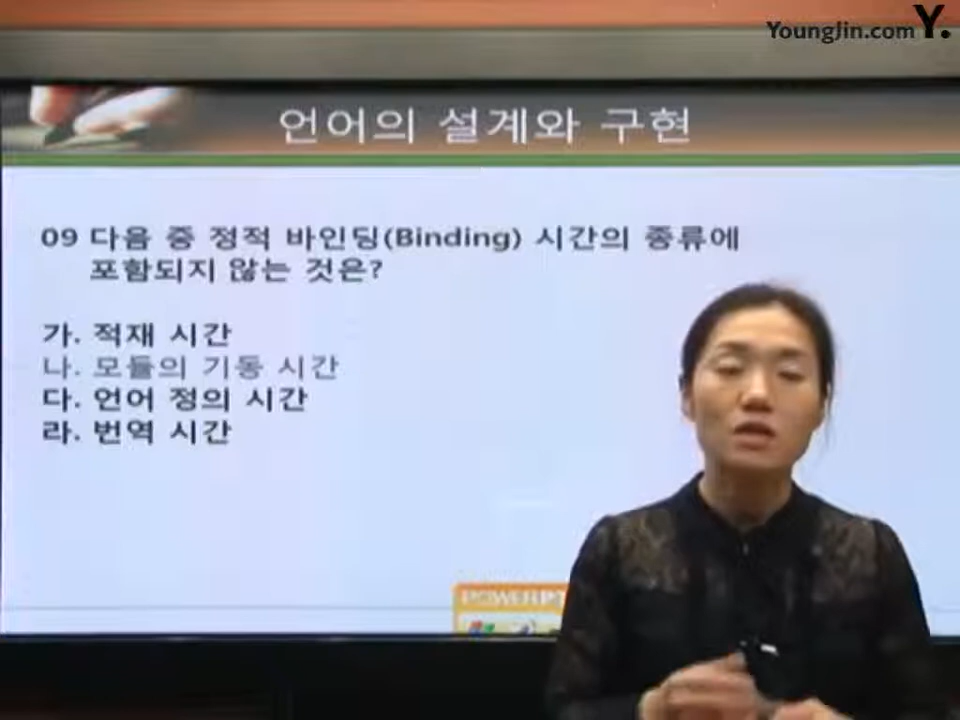 YoungJin.com Y.
언어의 설계와 구현
09 다음 중 정적 바인딩(Binding) 시간의 종류에
포함되지 않는 것은?
가. 적재 시간
나. 모듈의 기동 시간
다. 언어 정의 시간
라. 번역 시간
POWERPO